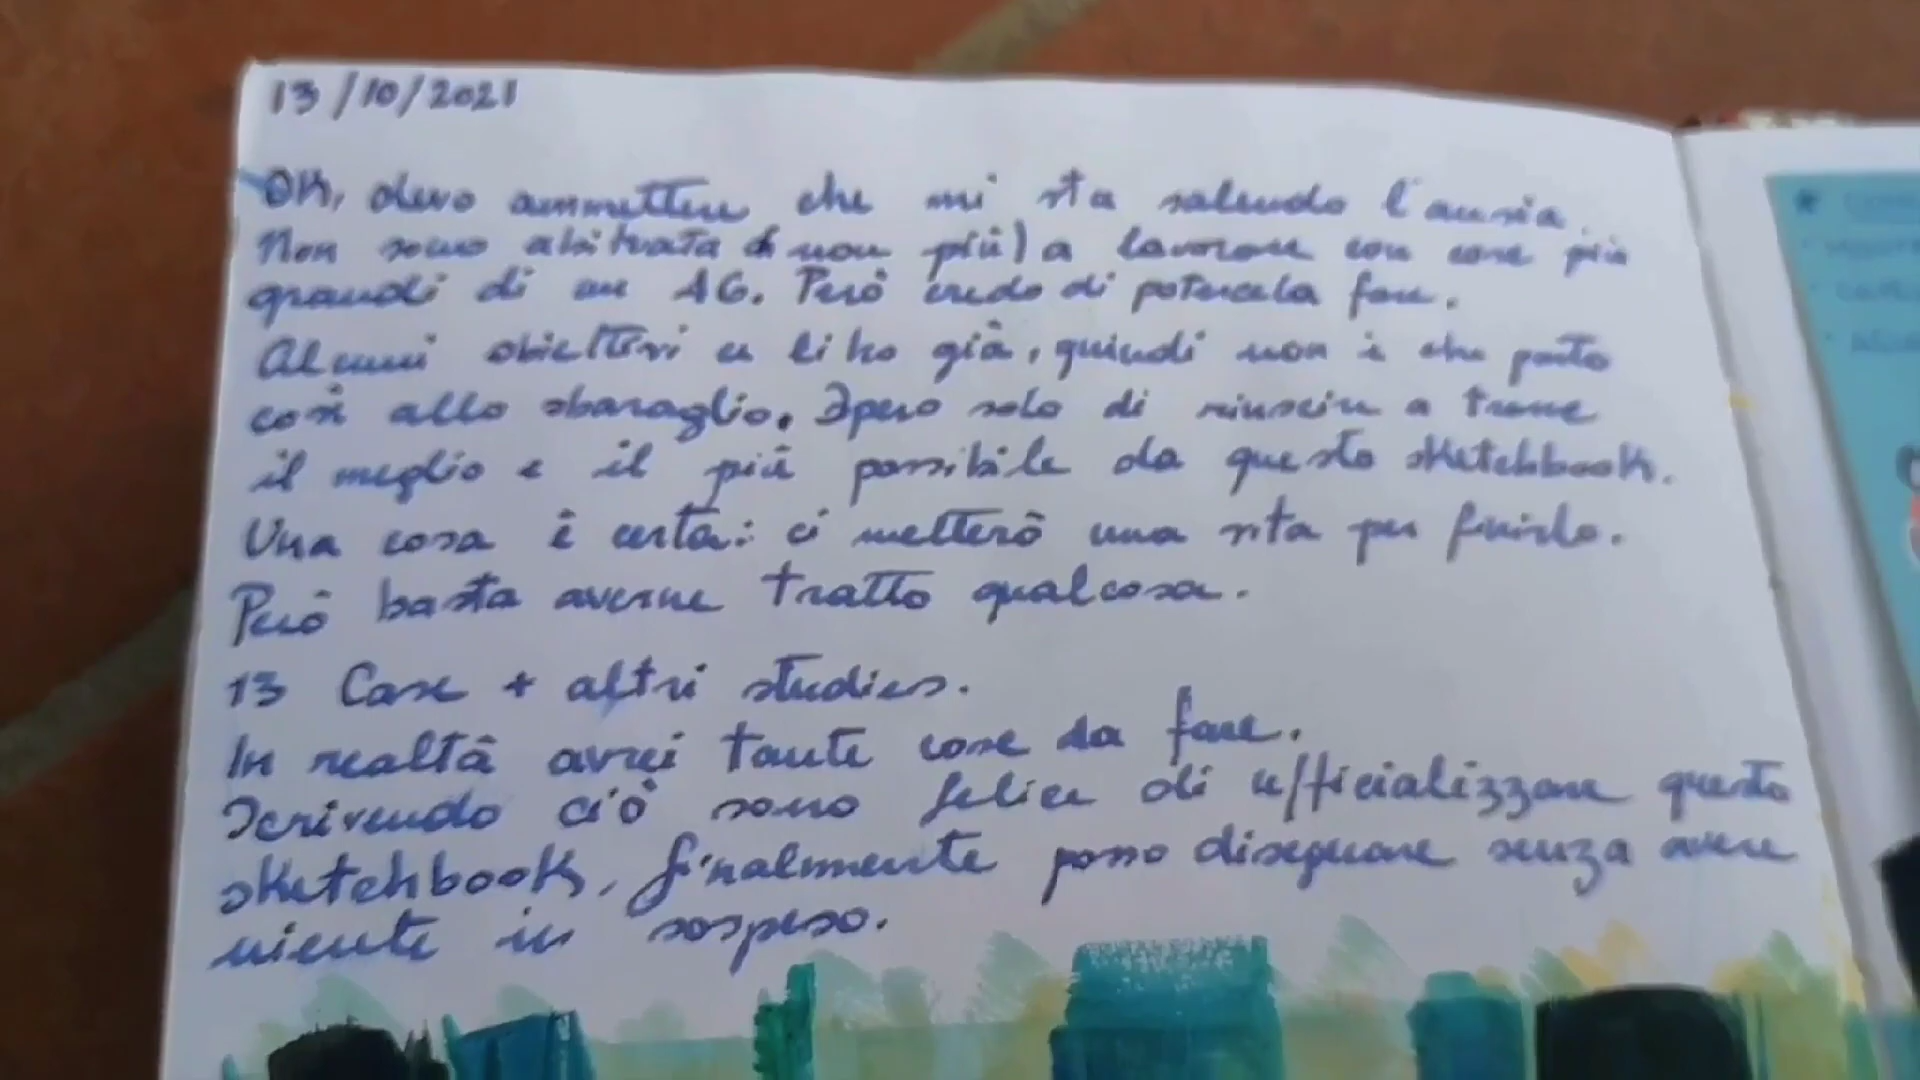 13/10/2021
OK, devo ammettere che mi sta salendo l'ansia.
Non sono abituata (o non più) a lavorare con cose più
grandi di un A6. Però credo di potercela fare.
Alcuni obiettivi ce li ho già, quindi non è che parto
così allo sbaraglio. Spero solo di riuscire a trarre
il meglio e il più possibile da questo sketchbook.
Una cosa è certa: ci metterò una vita per finirlo.
Però basta averne tratto qualcosa.
13 Case + altri studies.
In realtà avrei tante cose da fare.
Scrivendo ciò sono felice di ufficializzare questo
sketchbook, finalmente posso disegnare senza avere
niente in sospeso.